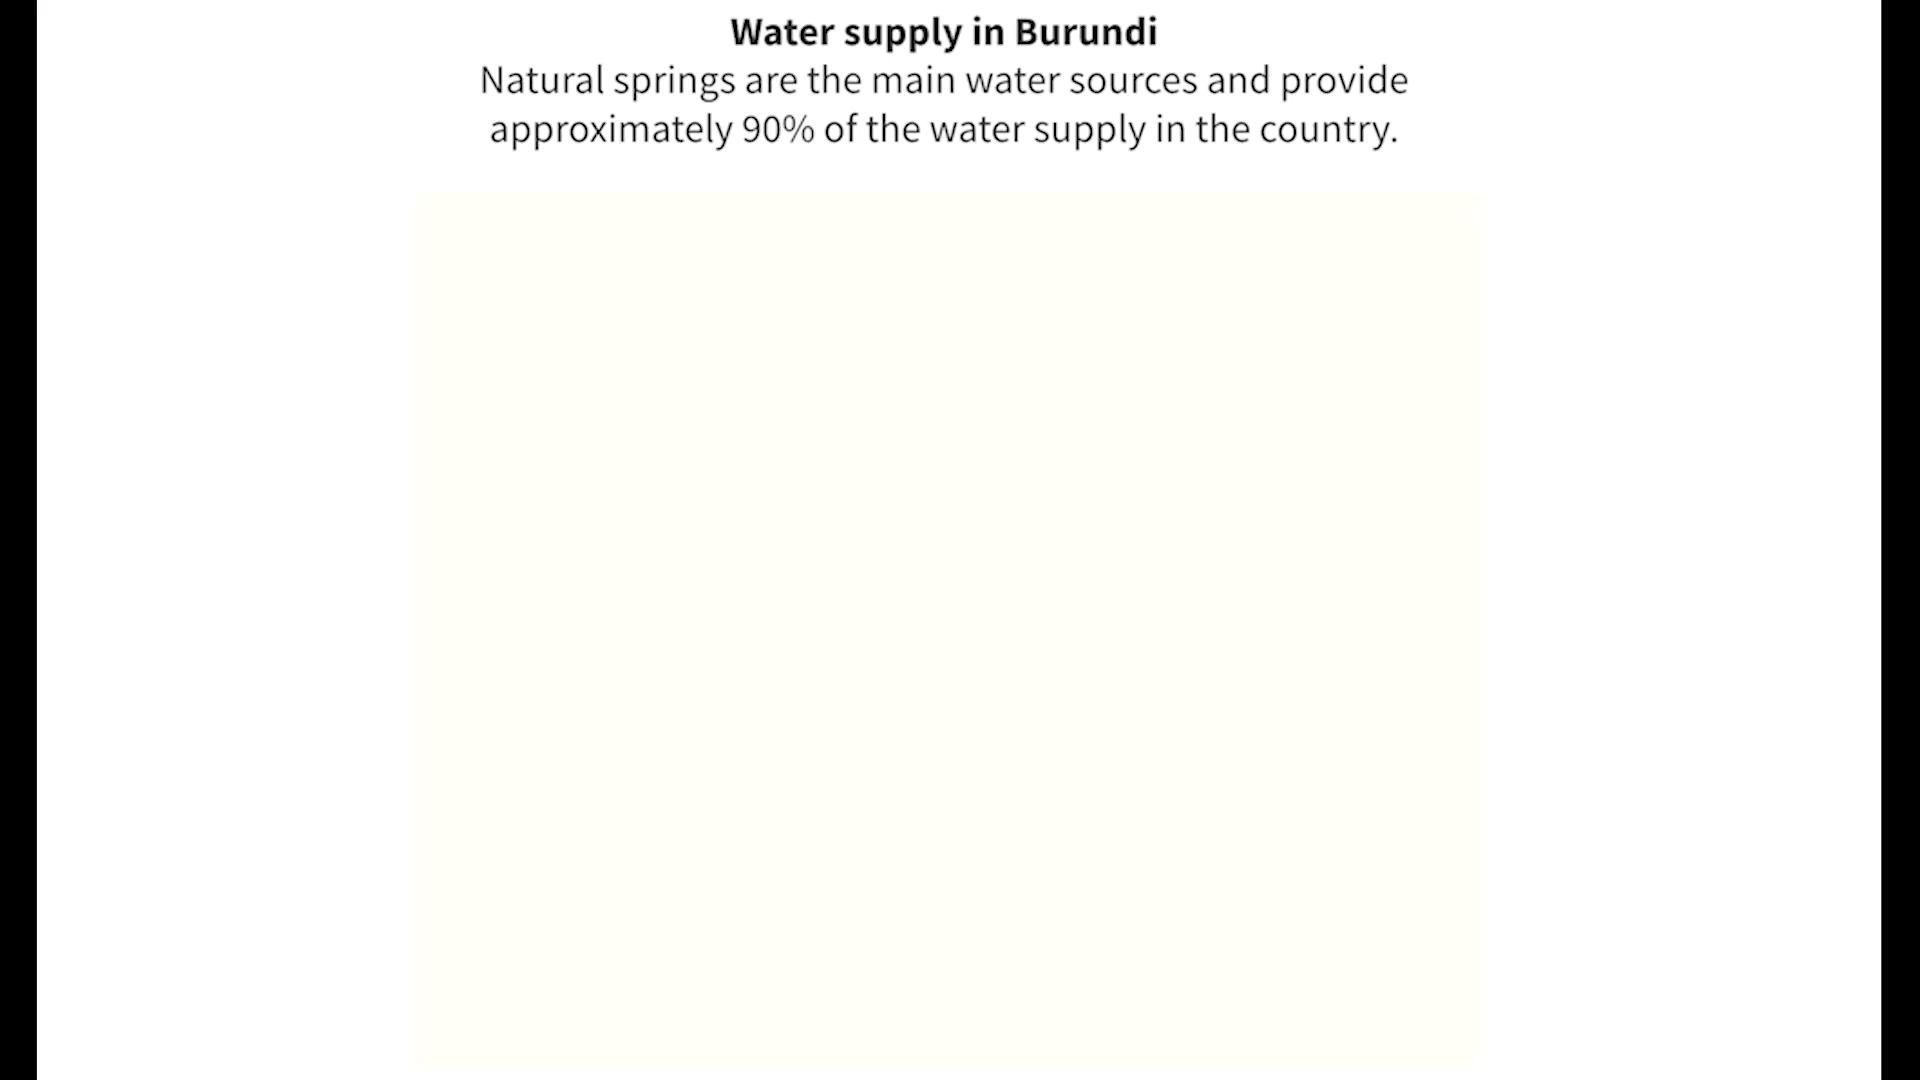 Water supply in Burundi
Natural springs are the main water sources and provide
approximately 90% of the water supply in the country.